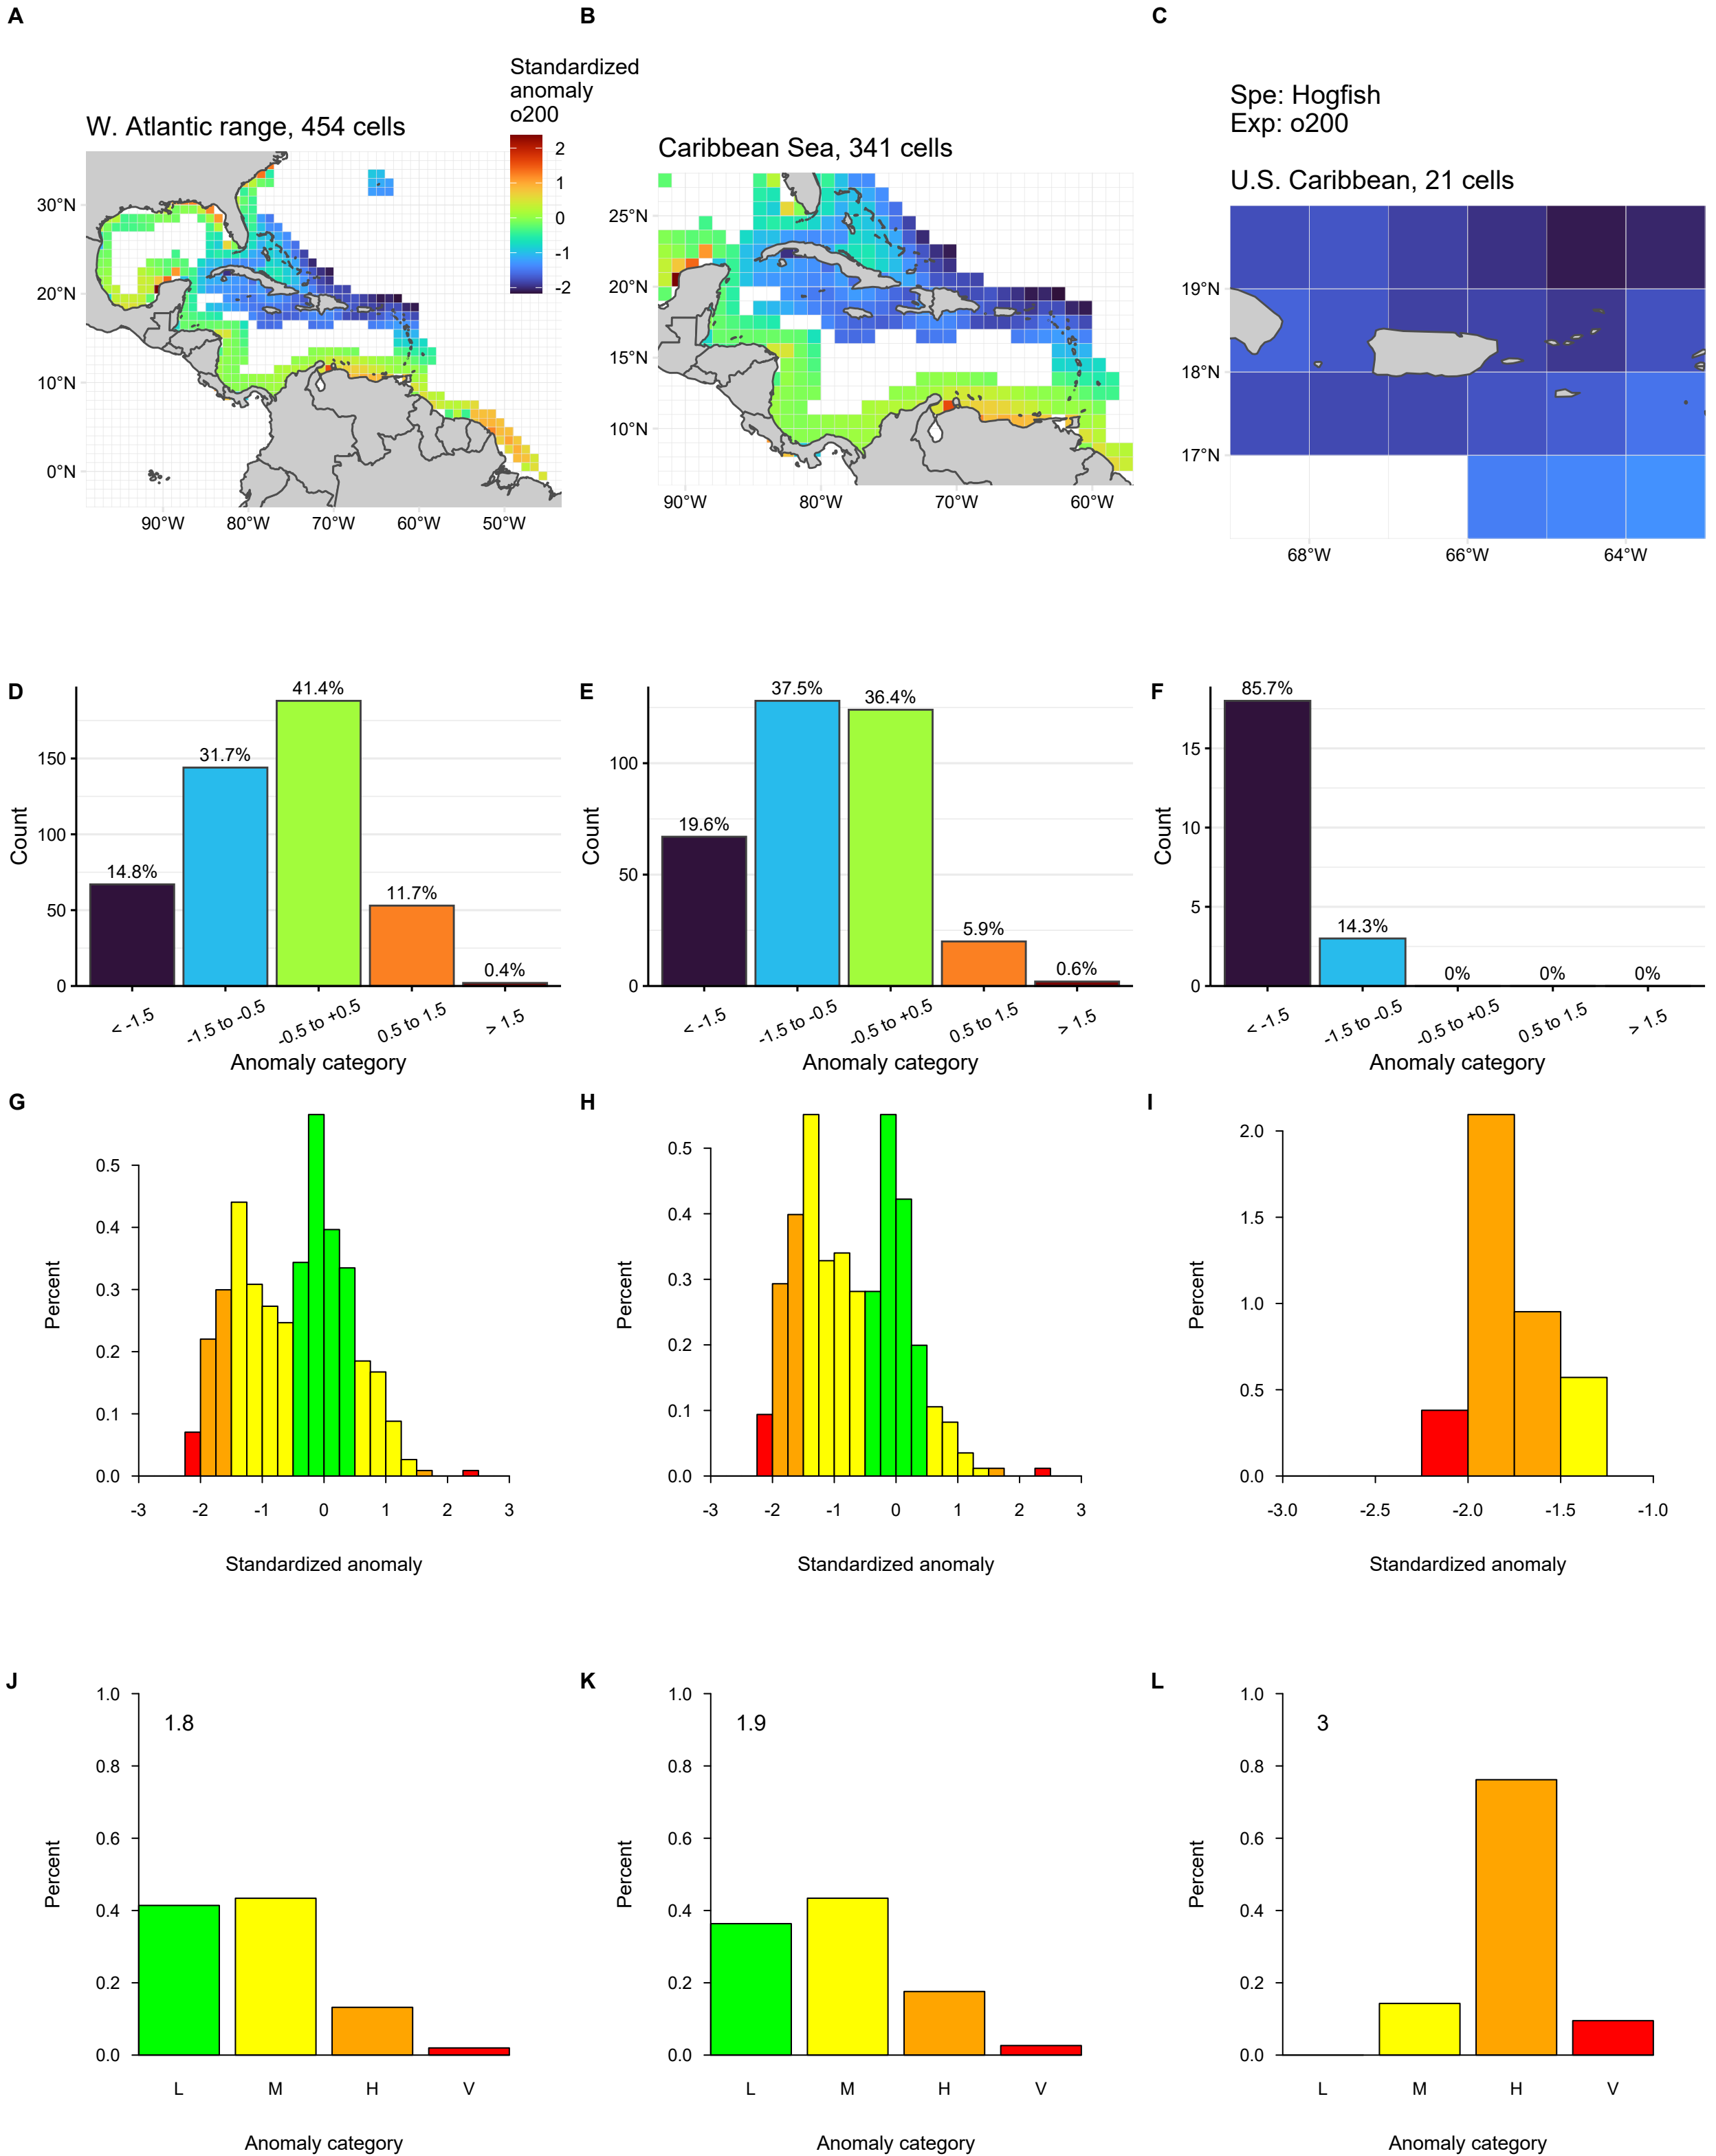 A
B
C
Standardized
anomaly
o200
W. Atlantic range, 454 cells
2
1
0
-1
-2
30°N
20°N
10°N
0°N
90°W
80°W
70°W
60°W
50°W
Caribbean Sea, 341 cells
25°N
20°N
15°N
10°N
90°W
80°W
70°W
60°W
Spe: Hogfish
Exp: o200
U.S. Caribbean, 21 cells
19°N
18°N
17°N
68°W
66°W
64°W
D
Count
150
100
50
0
14.8%
31.7%
41.4%
11.7%
0.4%
< -1.5
-1.5 to -0.5
-0.5 to +0.5
0.5 to 1.5
> 1.5
Anomaly category
E
Count
100
50
0
19.6%
37.5%
36.4%
5.9%
0.6%
< -1.5
-1.5 to -0.5
-0.5 to +0.5
0.5 to 1.5
> 1.5
Anomaly category
F
Count
15
10
5
0
85.7%
14.3%
0%
0%
0%
< -1.5
-1.5 to -0.5
-0.5 to +0.5
0.5 to 1.5
> 1.5
Anomaly category
G
Percent
0.5
0.4
0.3
0.2
0.1
0.0
-3
-2
-1
0
1
2
3
Standardized anomaly
H
Percent
0.5
0.4
0.3
0.2
0.1
0.0
-3
-2
-1
0
1
2
3
Standardized anomaly
I
Percent
2.0
1.5
1.0
0.5
0.0
-3.0
-2.5
-2.0
-1.5
-1.0
Standardized anomaly
J
Percent
1.0
0.8
0.6
0.4
0.2
0.0
1.8
L
M
H
V
Anomaly category
K
Percent
1.0
0.8
0.6
0.4
0.2
0.0
1.9
L
M
H
V
Anomaly category
L
Percent
1.0
0.8
0.6
0.4
0.2
0.0
3
L
M
H
V
Anomaly category